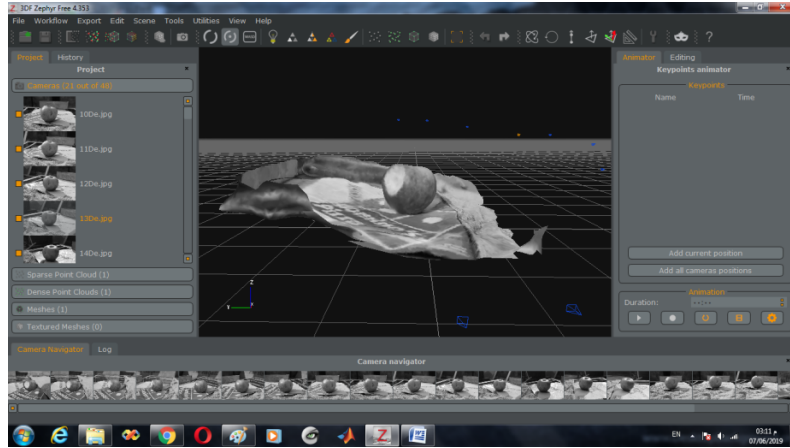 3DF Zephyr Free 4.353
File Workflow Export Edit Scene Tools Utilities View Help
Project History
Project
Cameras (21 out of 48)
10De.jpg
11De.jpg
12De.jpg
13De.jpg
14De.jpg
Sparse Point Cloud (1)
Dense Point Clouds (1)
Meshes (1)
Textured Meshes (0)
Z
Animator Editing
Keypoints animator
Keypoints
Name Time
Add current position
Add all cameras positions
Animation
Duration: --:--
Camera Navigator Log
Camera navigator
EN
03:11 م
07/06/2019